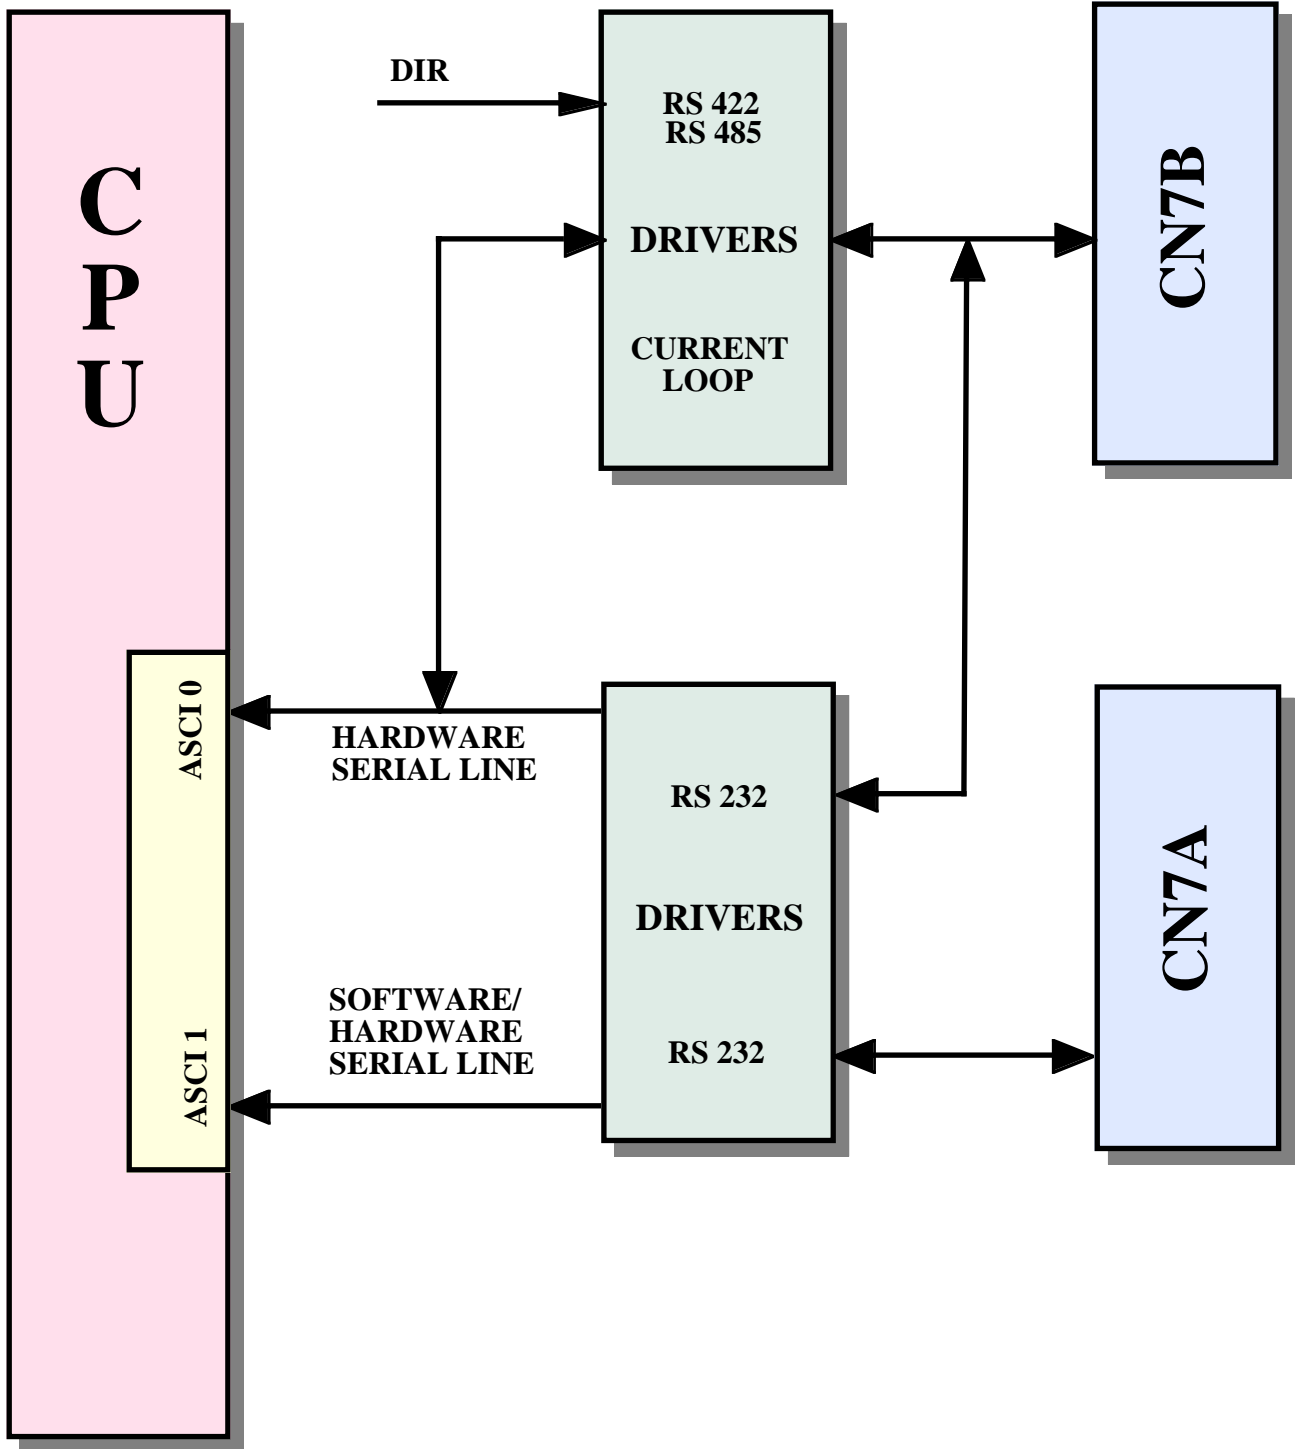 C
P
U
DIR
RS 422
RS 485
DRIVERS
CURRENT
LOOP
CN7B
ASCI 0
HARDWARE
SERIAL LINE
RS 232
DRIVERS
CN7A
ASCI 1
SOFTWARE/
HARDWARE
SERIAL LINE
RS 232